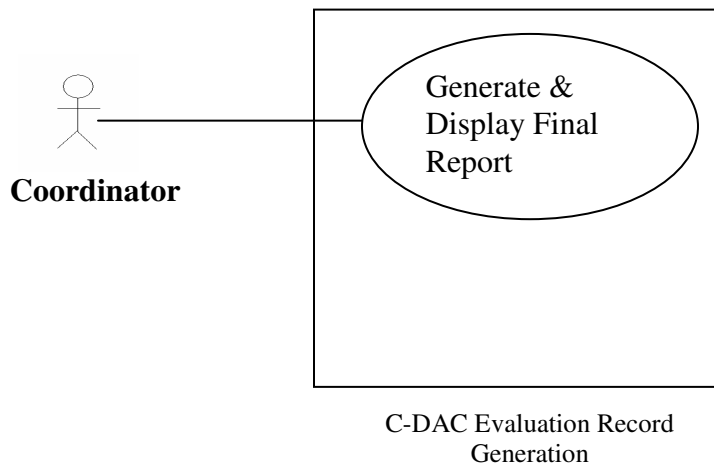 Generate &
Display Final
Report
Coordinator
C-DAC Evaluation Record
Generation